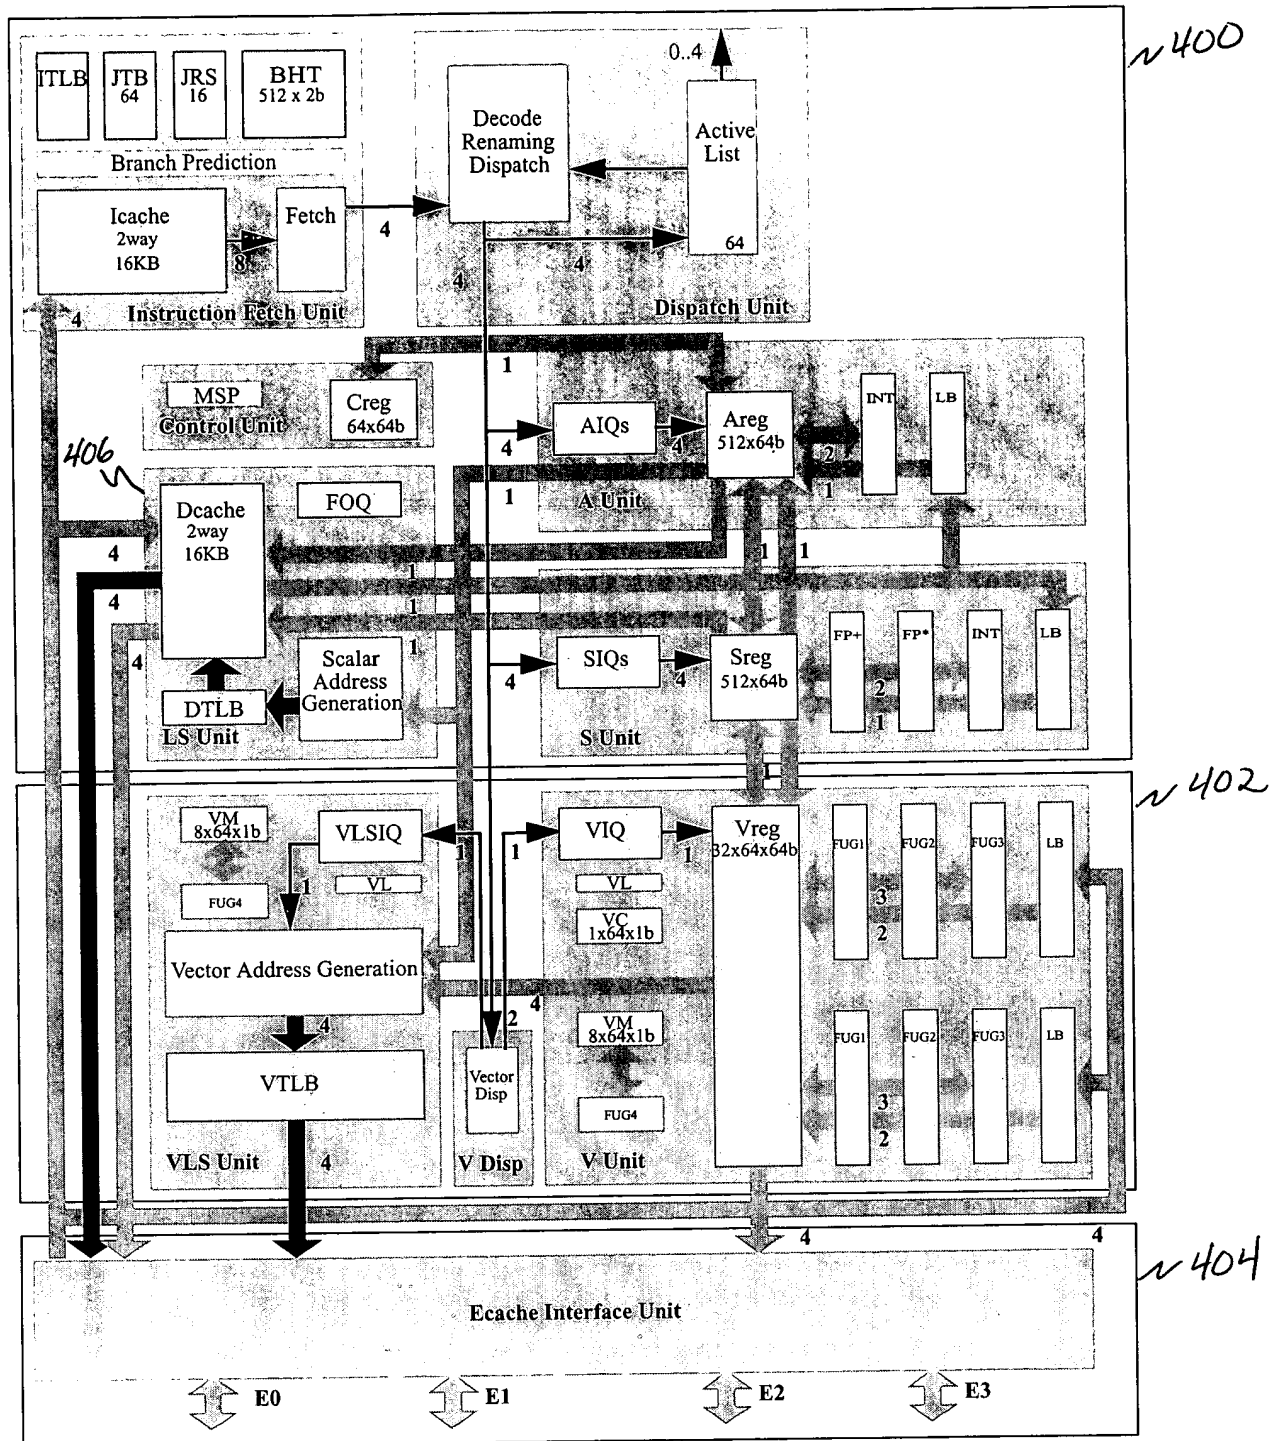 400
ITLB
JTB
64
JRS
16
BHT
512 x 2b
Branch Prediction
Icache
2way
16KB
8
Fetch
4
4
Instruction Fetch Unit
0..4
Decode
Renaming
Dispatch
Active
List
64
4
4
Dispatch Unit
MSP
Control Unit
Creg
64x64b
1
AIQs
4
4
Areg
512x64b
2
1
INT
LB
A Unit
1
406
Dcache
2way
16KB
FOQ
4
4
4
1
1
1
1
1
Scalar
Address
Generation
DTLB
LS Unit
SIQs
4
4
Sreg
512x64b
FP+
FP*
INT
LB
2
1
S Unit
1
402
VM
8x64x1b
FUG4
VLSIQ
1
1
VL
Vector Address Generation
4
VTLB
4
VLS Unit
2
Vector
Disp
V Disp
1
VIQ
1
VL
VC
1x64x1b
4
VM
8x64x1b
FUG4
V Unit
Vreg
32x64x64b
FUG1
FUG2
FUG3
LB
3
2
FUG1
FUG2
FUG3
LB
3
2
4
4
404
Ecache Interface Unit
E0
E1
E2
E3